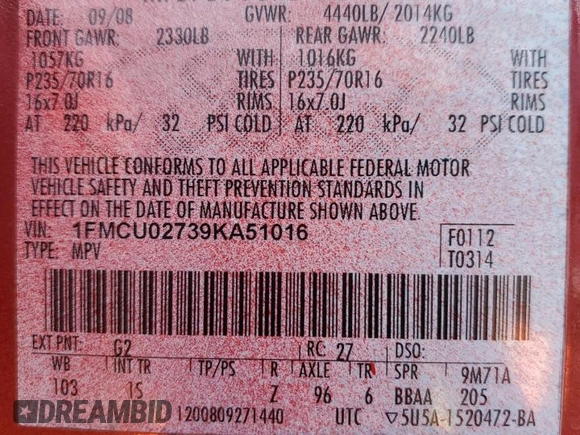 DATE: 09/08 GVWR: 4440LB/ 2014KG
FRONT GAWR: 2330LB REAR GAWR: 2240LB
1057KG WITH 1016KG WITH
P235/70R16 TIRES P235/70R16 TIRES
16x7.0J RIMS 16x7.0J RIMS
AT 220 kPa/ 32 PSI COLD AT 220 kPa/ 32 PSI COLD
THIS VEHICLE CONFORMS TO ALL APPLICABLE FEDERAL MOTOR
VEHICLE SAFETY AND THEFT PREVENTION STANDARDS IN
EFFECT ON THE DATE OF MANUFACTURE SHOWN ABOVE.
VIN: 1FMCU02739KA51016 F0112
TYPE: MPV T0314
EXT PNT: G2 RC: 27 DSO:
WB INT TR TP/PS R AXLE TR SPR 9M71A
103 1S Z 96 6 BBAA 205
DREAMBID 1200809271440 UTC ▽5U5A-1520472-BA